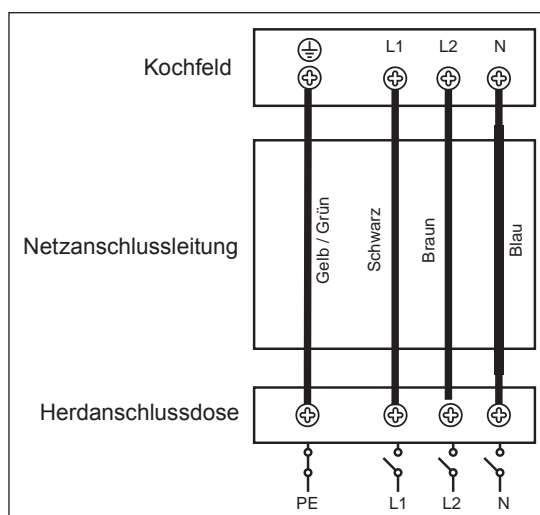 L1 L2 N
Kochfeld
Netzanschlussleitung
Gelb / Grün
Schwarz
Braun
Blau
Herdanschlussdose
PE L1 L2 N